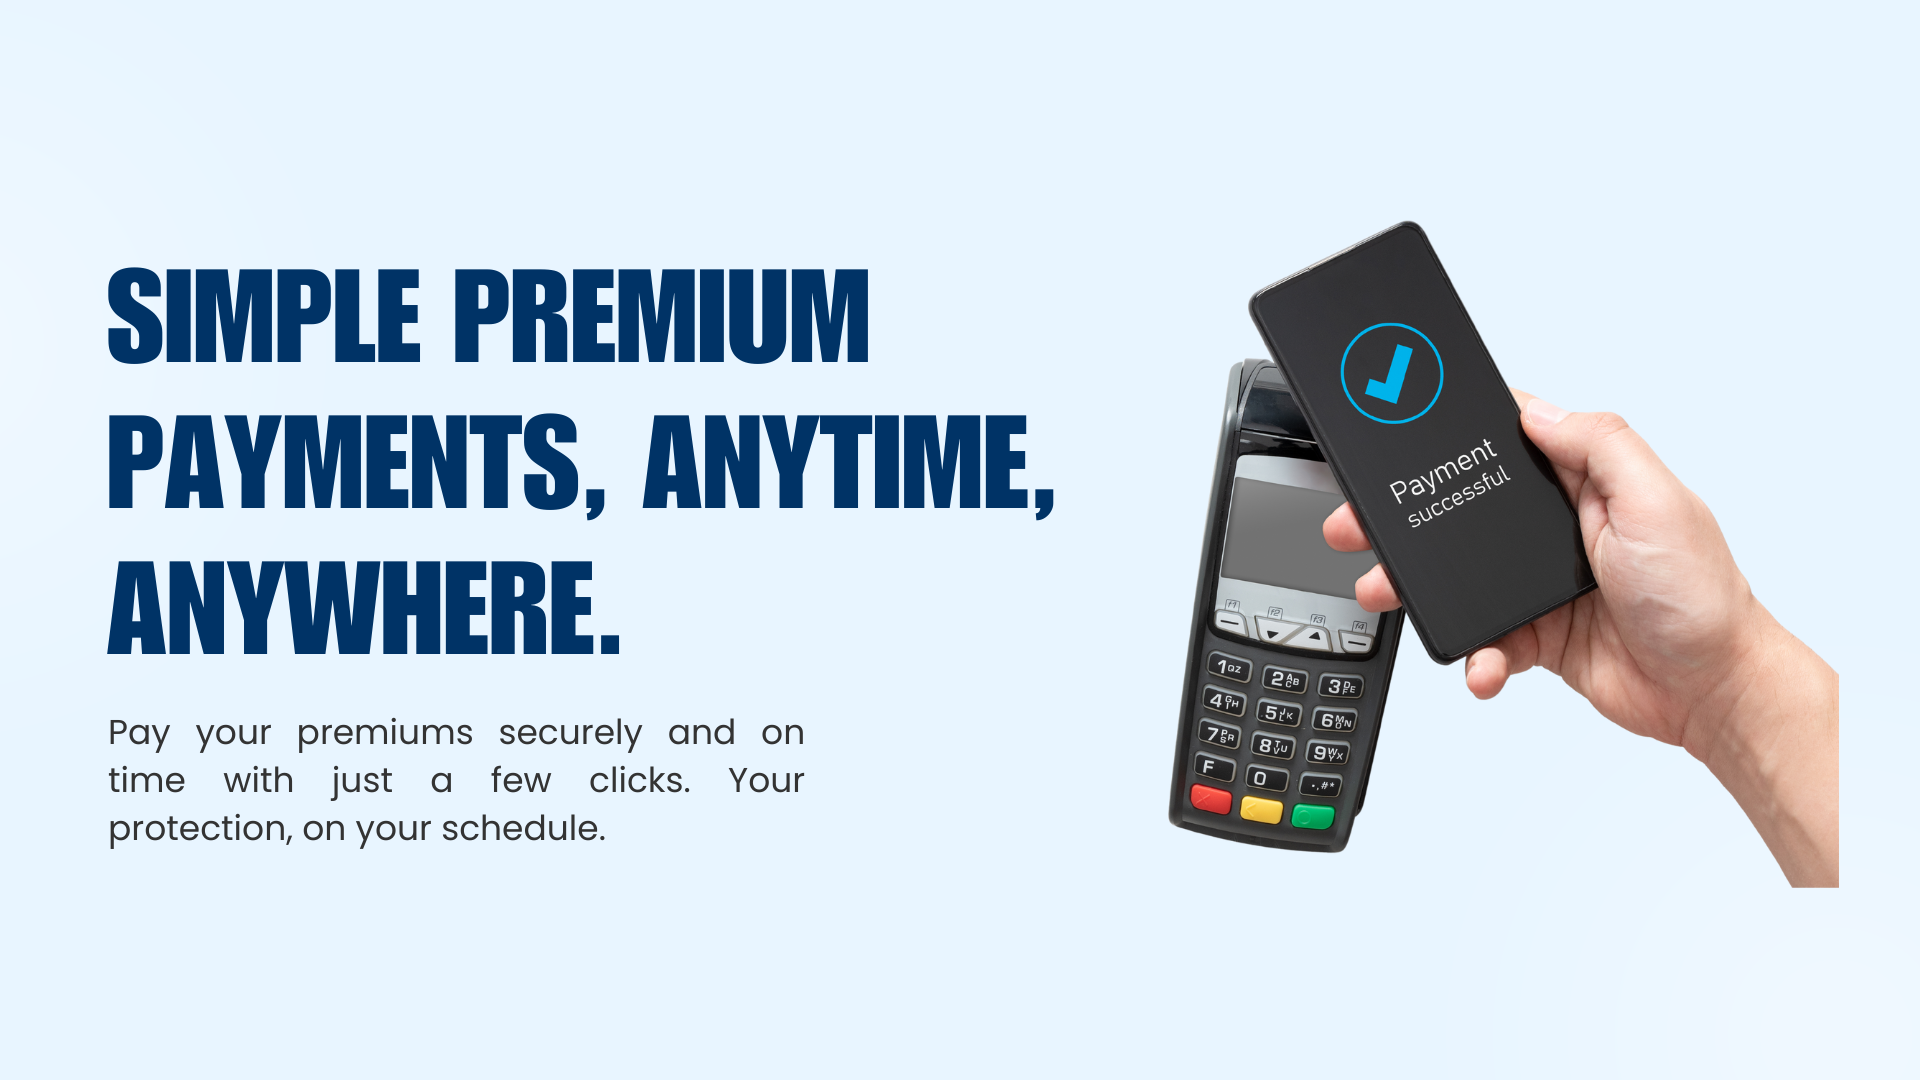 SIMPLE PREMIUM
PAYMENTS, ANYTIME,
ANYWHERE.
Pay your premiums securely and on
time with just a few clicks. Your
protection, on your schedule.
Payment
successful
F1 F2 F3 F4
1QZ 2ABC 3DEF
4GHI 5JKL 6MNO
7PRS 8TUV 9WXY
F 0 .,#*